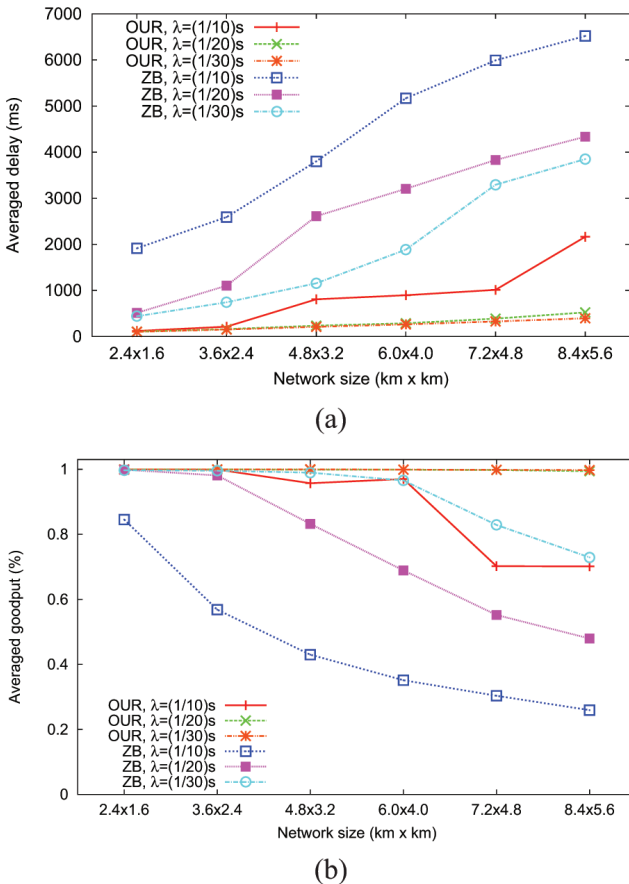 7000
6000
5000
4000
3000
2000
1000
0
Averaged delay (ms)
OUR, λ=(1/10)s
OUR, λ=(1/20)s
OUR, λ=(1/30)s
ZB, λ=(1/10)s
ZB, λ=(1/20)s
ZB, λ=(1/30)s
2.4x1.6 3.6x2.4 4.8x3.2 6.0x4.0 7.2x4.8 8.4x5.6
Network size (km x km)
(a)
1
0.8
0.6
0.4
0.2
0
Averaged goodput (%)
OUR, λ=(1/10)s
OUR, λ=(1/20)s
OUR, λ=(1/30)s
ZB, λ=(1/10)s
ZB, λ=(1/20)s
ZB, λ=(1/30)s
2.4x1.6 3.6x2.4 4.8x3.2 6.0x4.0 7.2x4.8 8.4x5.6
Network size (km x km)
(b)